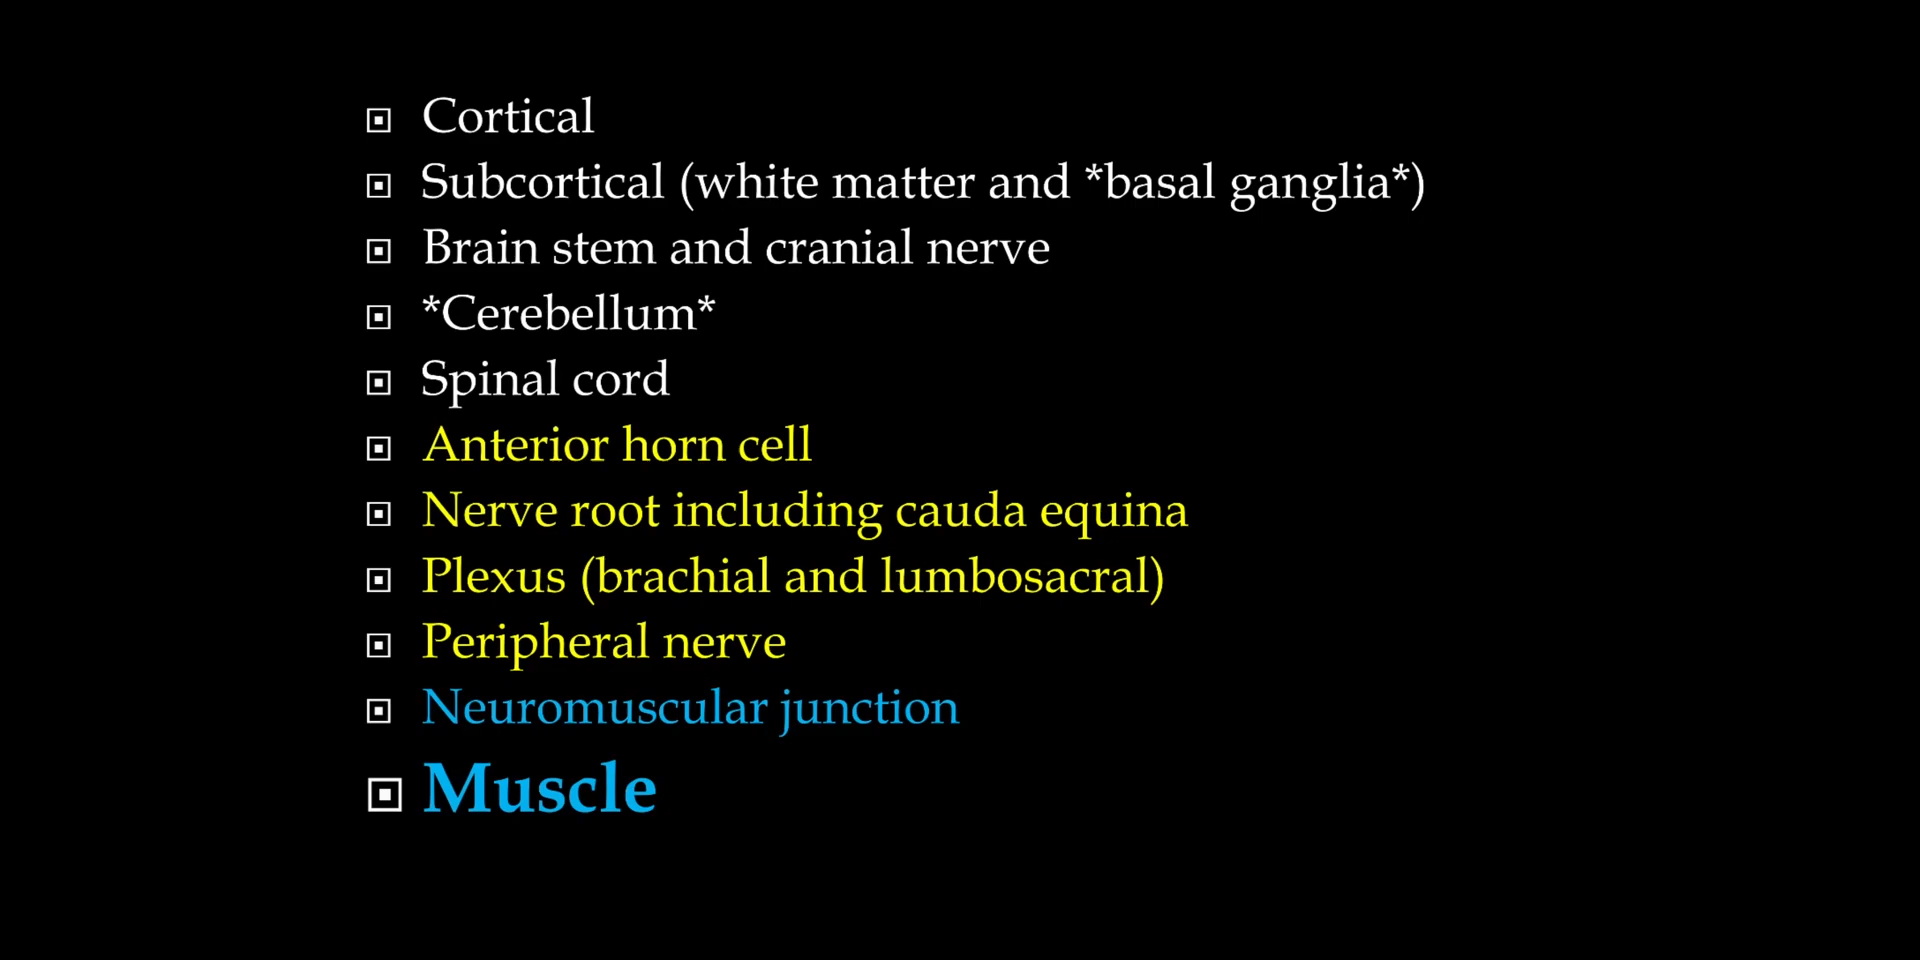 Cortical
Subcortical (white matter and *basal ganglia*)
Brain stem and cranial nerve
*Cerebellum*
Spinal cord
Anterior horn cell
Nerve root including cauda equina
Plexus (brachial and lumbosacral)
Peripheral nerve
Neuromuscular junction
Muscle